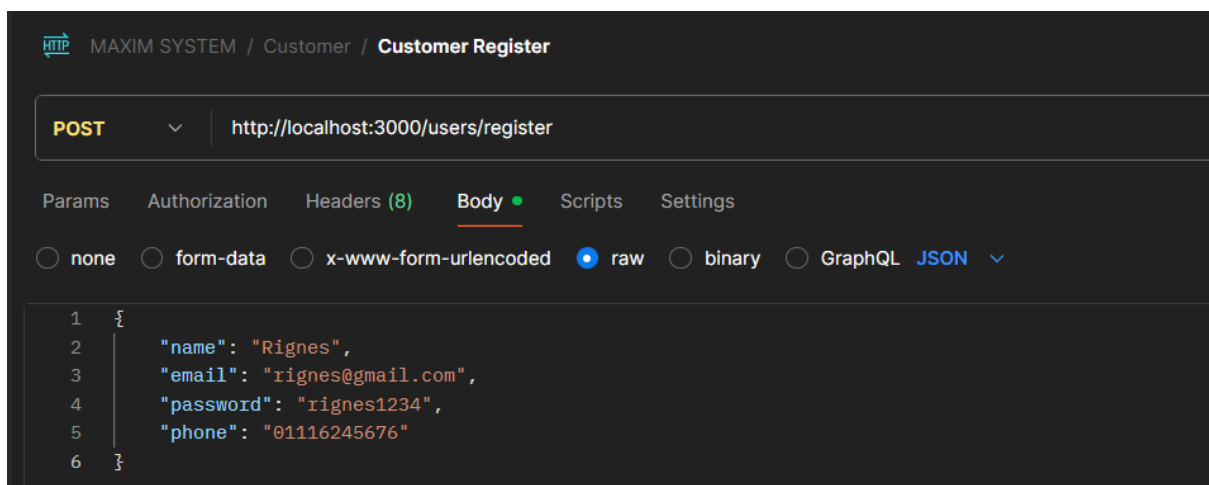 HTTP MAXIM SYSTEM / Customer / Customer Register
POST http://localhost:3000/users/register
Params Authorization Headers (8) Body Scripts Settings
none form-data x-www-form-urlencoded raw binary GraphQL JSON
1 {
2 "name": "Rignes",
3 "email": "rignes@gmail.com",
4 "password": "rignes1234",
5 "phone": "01116245676"
6 }